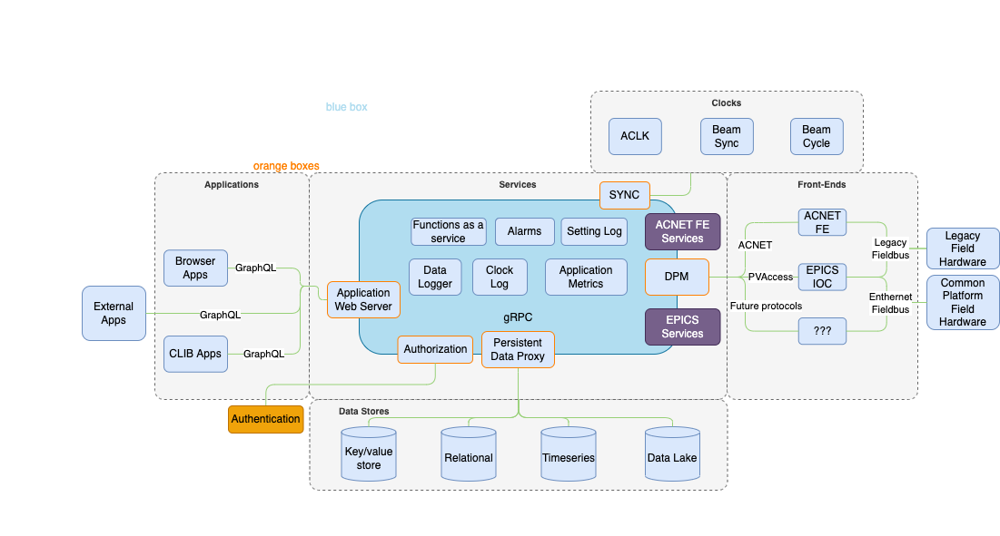 Clocks
blue box
ACLK
Beam
Sync
Beam
Cycle
orange boxes
Applications
Services
Front-Ends
SYNC
Functions as a
service
Alarms
Setting Log
ACNET FE
Services
ACNET
FE
ACNET
Legacy
Fieldbus
Legacy
Field
Hardware
Browser
Apps
GraphQL
Data
Logger
Clock
Log
Application
Metrics
DPM
PVAccess
EPICS
IOC
External
Apps
GraphQL
Application
Web Server
gRPC
EPICS
Services
Future protocols
Enthernet
Fieldbus
Common
Platform
Field
Hardware
???
CLIB Apps
GraphQL
Authorization
Persistent
Data Proxy
Authentication
Data Stores
Key/value
store
Relational
Timeseries
Data Lake